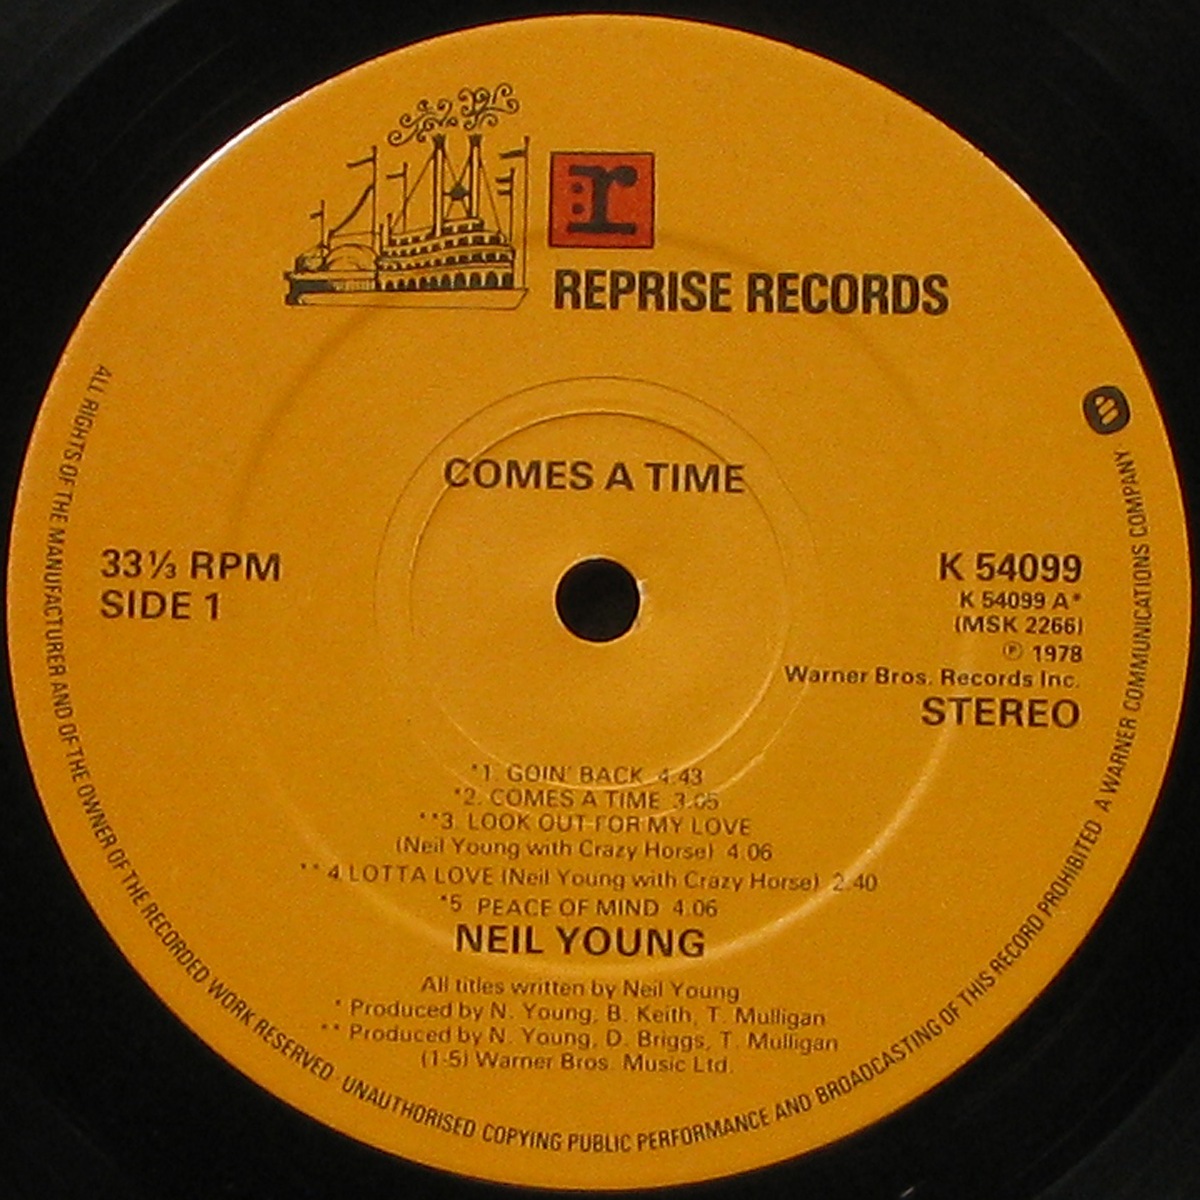 r
REPRISE RECORDS
COMES A TIME
33⅓ RPM
SIDE 1
K 54099
K 54099 A*
(MSK 2266)
℗ 1978
Warner Bros. Records Inc.
STEREO
*1. GOIN' BACK 4.43
*2. COMES A TIME 3.05
**3. LOOK OUT FOR MY LOVE
(Neil Young with Crazy Horse) 4.06
** 4 LOTTA LOVE (Neil Young with Crazy Horse) 2.40
*5 PEACE OF MIND 4.06
NEIL YOUNG
All titles written by Neil Young
* Produced by N. Young, B. Keith, T. Mulligan
** Produced by N. Young, D. Briggs, T. Mulligan
(1-5) Warner Bros. Music Ltd.
ALL RIGHTS OF THE MANUFACTURER AND OF THE OWNER OF THE RECORDED WORK RESERVED · UNAUTHORISED COPYING PUBLIC PERFORMANCE AND BROADCASTING OF THIS RECORD PROHIBITED · A WARNER COMMUNICATIONS COMPANY